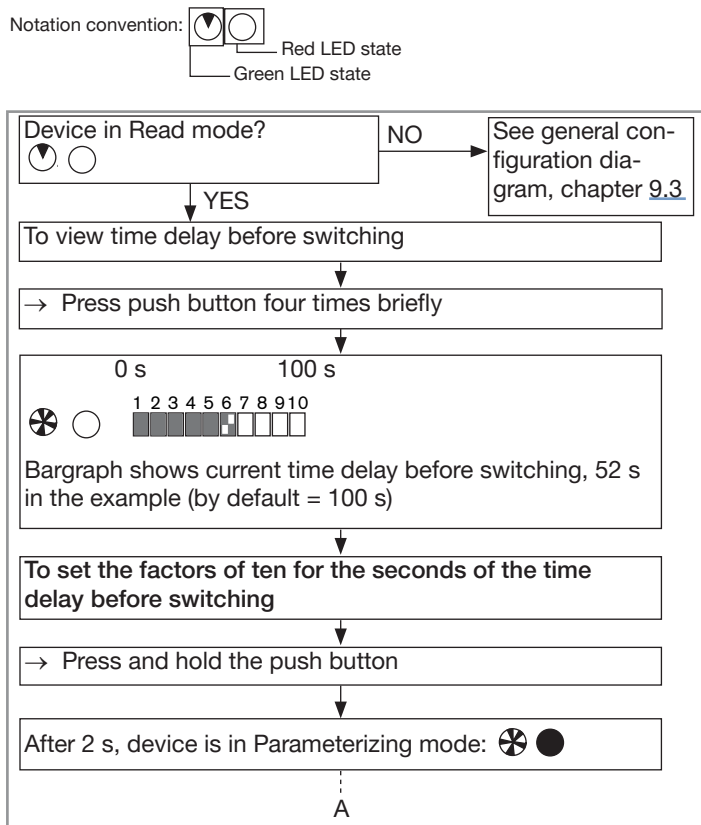 Notation convention:
Red LED state
Green LED state
Device in Read mode?
NO
See general con-
figuration dia-
gram, chapter 9.3
YES
To view time delay before switching
→ Press push button four times briefly
0 s 100 s
1 2 3 4 5 6 7 8 9 10
Bargraph shows current time delay before switching, 52 s
in the example (by default = 100 s)
To set the factors of ten for the seconds of the time
delay before switching
→ Press and hold the push button
After 2 s, device is in Parameterizing mode:
A